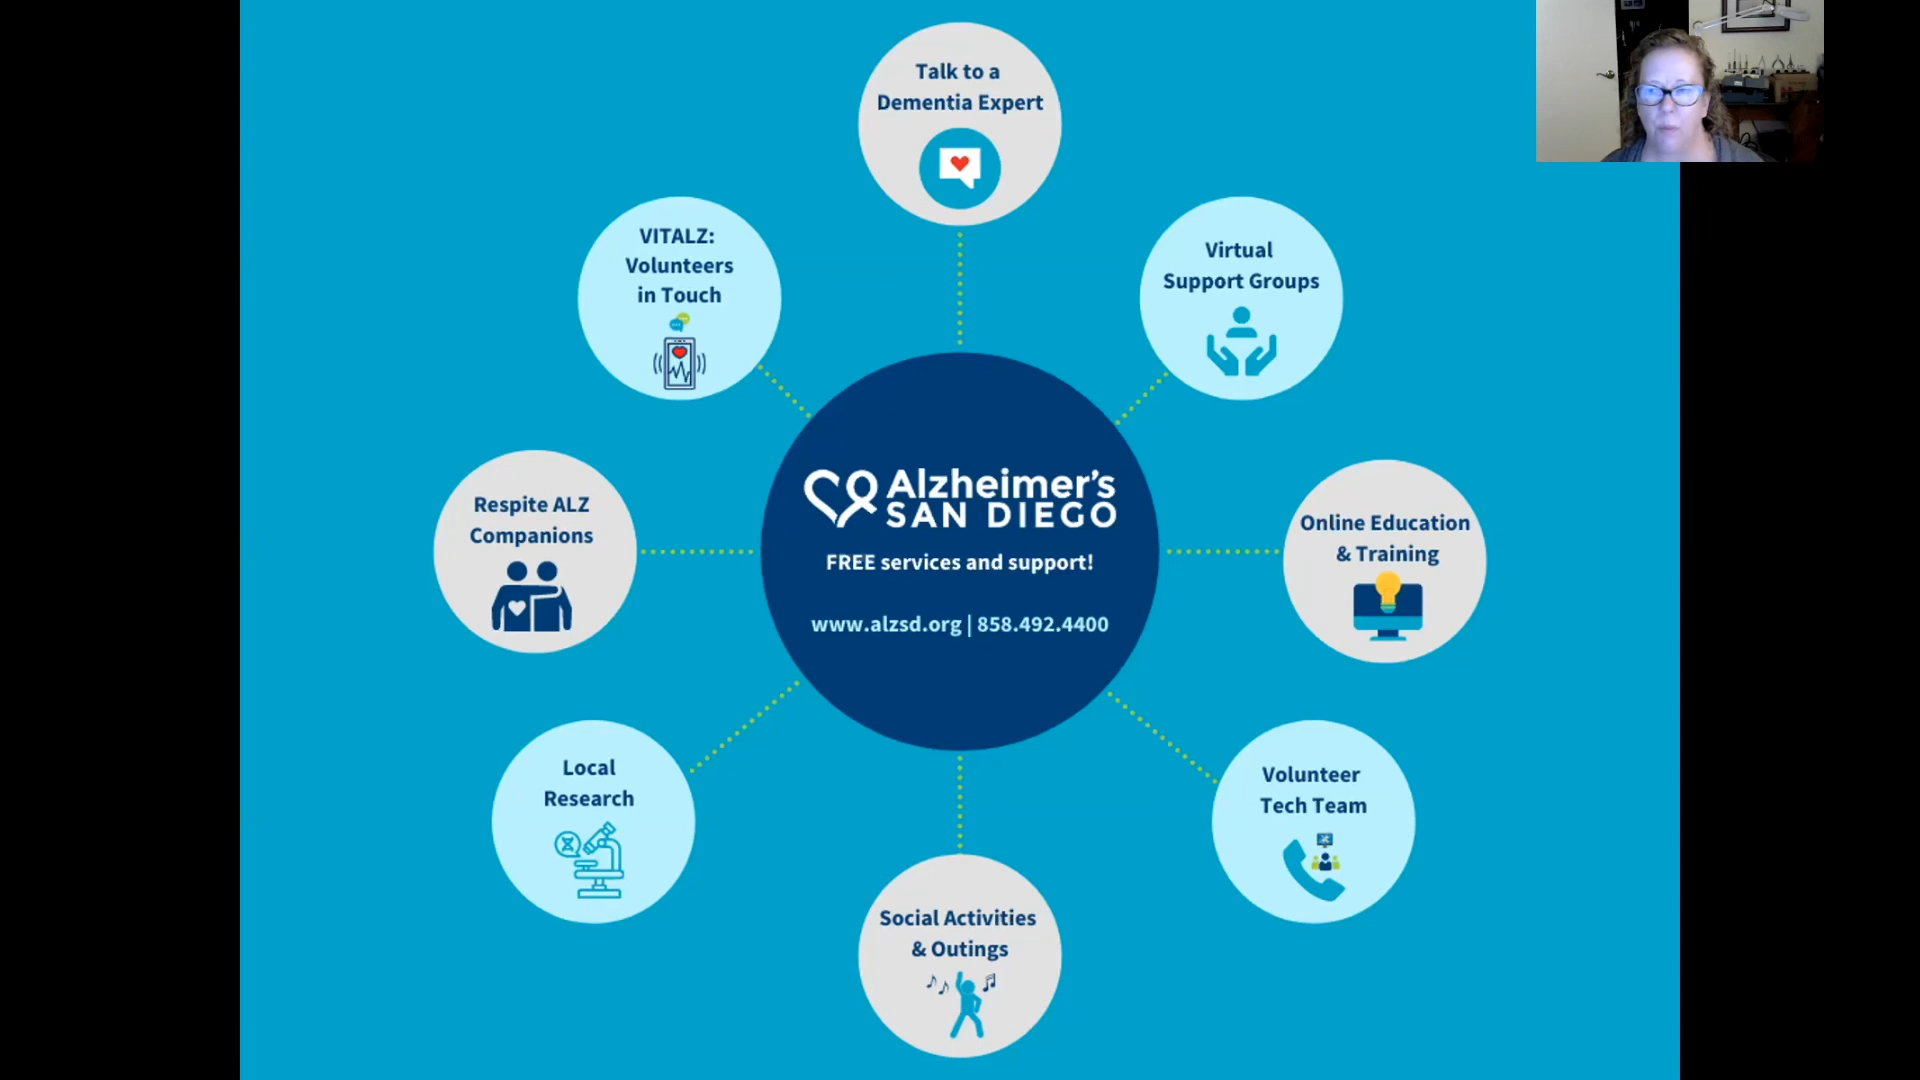 Talk to a
Dementia Expert
VITALZ:
Volunteers
in Touch
Virtual
Support Groups
Respite ALZ
Companions
Alzheimer's
SAN DIEGO
FREE services and support!
www.alzsd.org | 858.492.4400
Online Education
& Training
Local
Research
Volunteer
Tech Team
Social Activities
& Outings